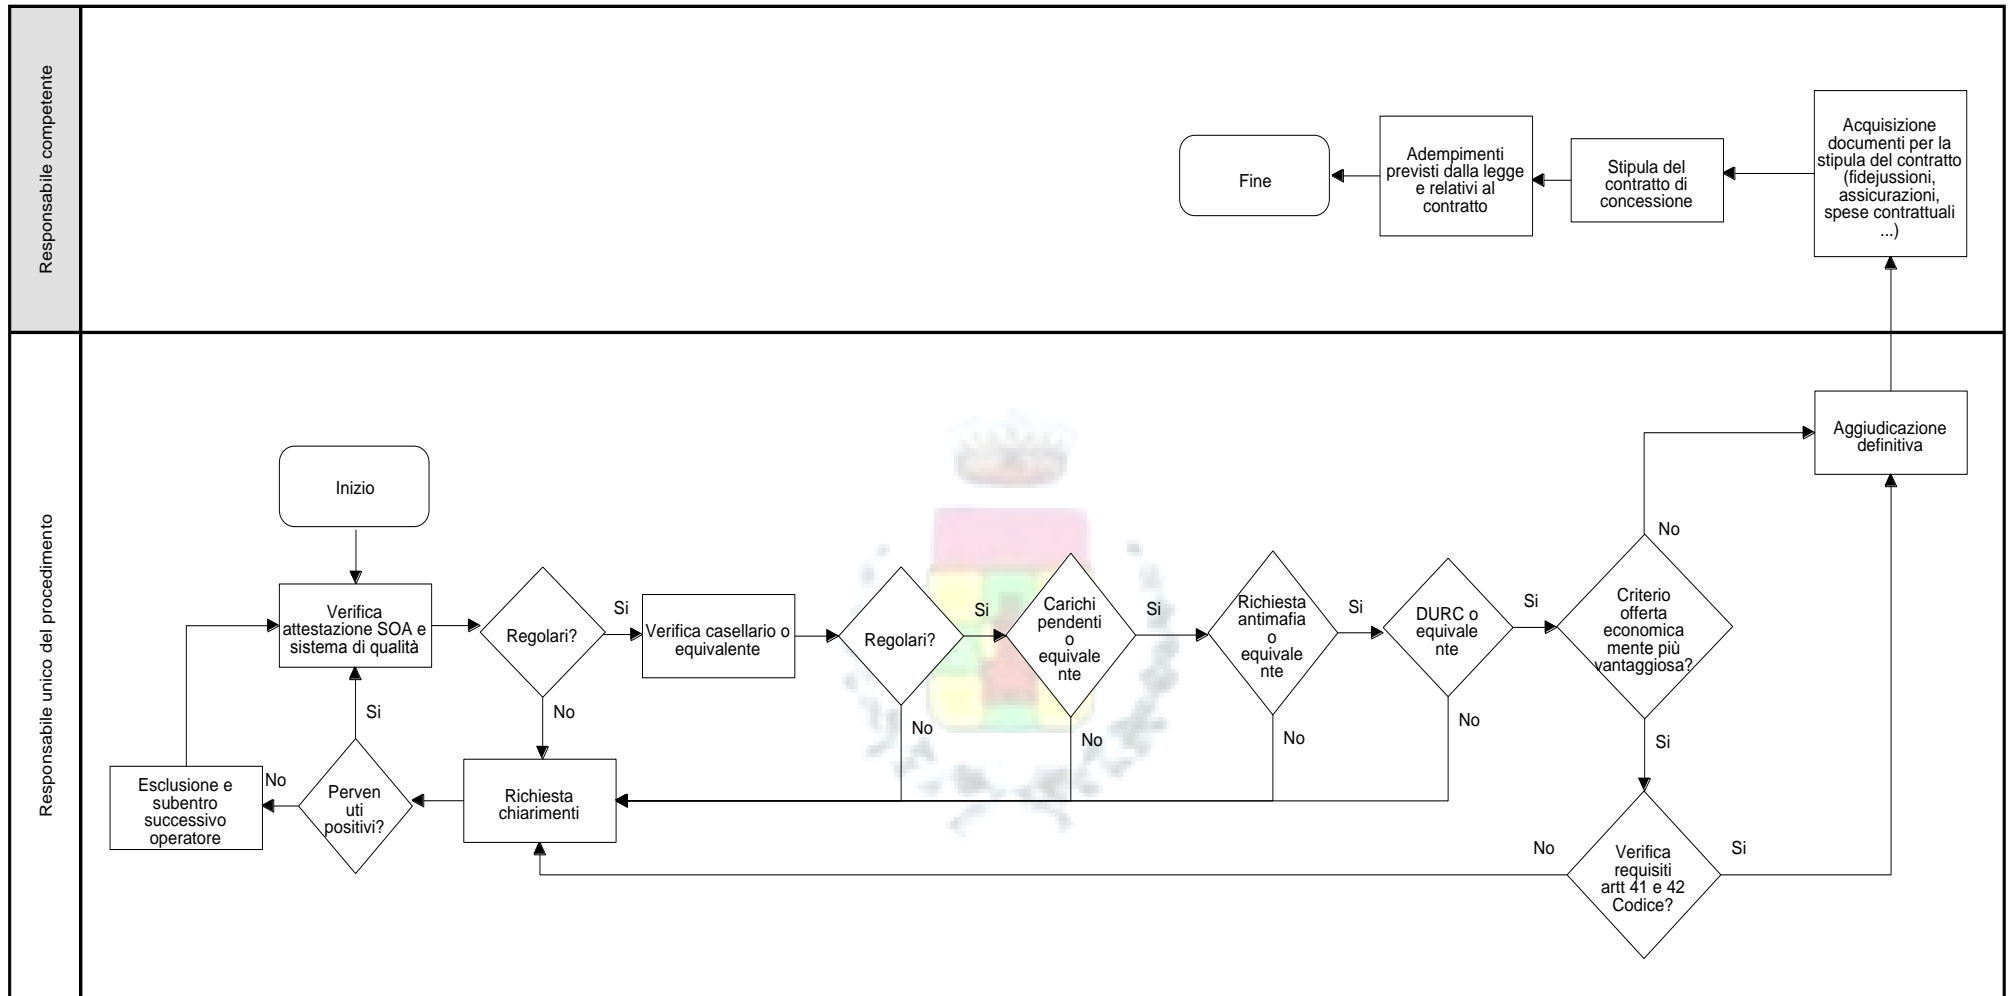 Responsabile competente
Fine
Adempimenti
previsti dalla legge
e relativi al
contratto
Stipula del
contratto di
concessione
Acquisizione
documenti per la
stipula del contratto
(fidejussioni,
assicurazioni,
spese contrattuali
...)
Responsabile unico del procedimento
Inizio
Verifica
attestazione SOA e
sistema di qualità
Regolari?
Si
No
Verifica casellario o
equivalente
Regolari?
Si
No
Carichi
pendenti
o
equivale
nte
Si
No
Richiesta
antimafia
o
equivale
nte
Si
No
DURC o
equivale
nte
Si
No
Criterio
offerta
economica
mente più
vantaggiosa?
No
Si
Aggiudicazione
definitiva
Esclusione e
subentro
successivo
operatore
No
Perven
uti
positivi?
Si
Richiesta
chiarimenti
No
Verifica
requisiti
artt 41 e 42
Codice?
Si